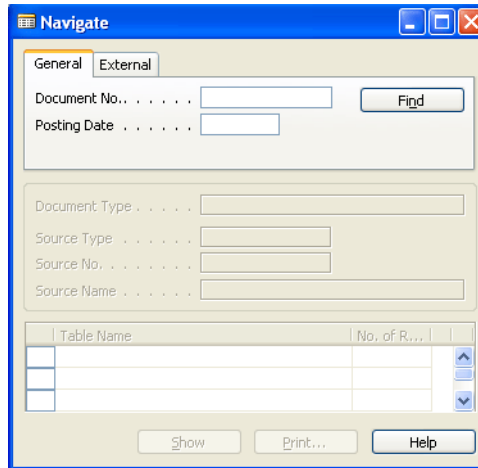 Navigate
General External
Document No.. . . . . . Find
Posting Date . . . . . .
Document Type . . . . .
Source Type . . . . . .
Source No. . . . . . . .
Source Name . . . . . .
Table Name No. of R...
Show Print... Help